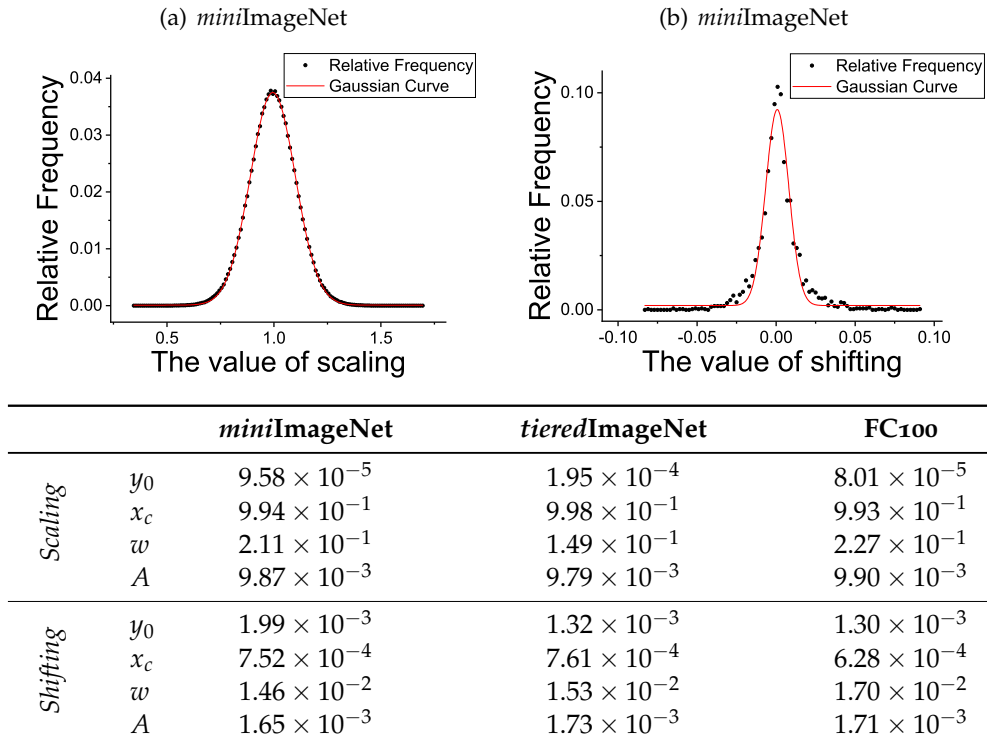 (a) miniImageNet
(b) miniImageNet
Relative Frequency
Gaussian Curve
Relative Frequency
0.04
0.03
0.02
0.01
0.00
0.5
1.0
1.5
The value of scaling
Relative Frequency
Gaussian Curve
Relative Frequency
0.10
0.05
0.00
-0.10
-0.05
0.00
0.05
0.10
The value of shifting
miniImageNet tieredImageNet FC100
Scaling
y₀ 9.58 × 10⁻⁵ 1.95 × 10⁻⁴ 8.01 × 10⁻⁵
x_c 9.94 × 10⁻¹ 9.98 × 10⁻¹ 9.93 × 10⁻¹
w 2.11 × 10⁻¹ 1.49 × 10⁻¹ 2.27 × 10⁻¹
A 9.87 × 10⁻³ 9.79 × 10⁻³ 9.90 × 10⁻³
Shifting
y₀ 1.99 × 10⁻³ 1.32 × 10⁻³ 1.30 × 10⁻³
x_c 7.52 × 10⁻⁴ 7.61 × 10⁻⁴ 6.28 × 10⁻⁴
w 1.46 × 10⁻² 1.53 × 10⁻² 1.70 × 10⁻²
A 1.65 × 10⁻³ 1.73 × 10⁻³ 1.71 × 10⁻³